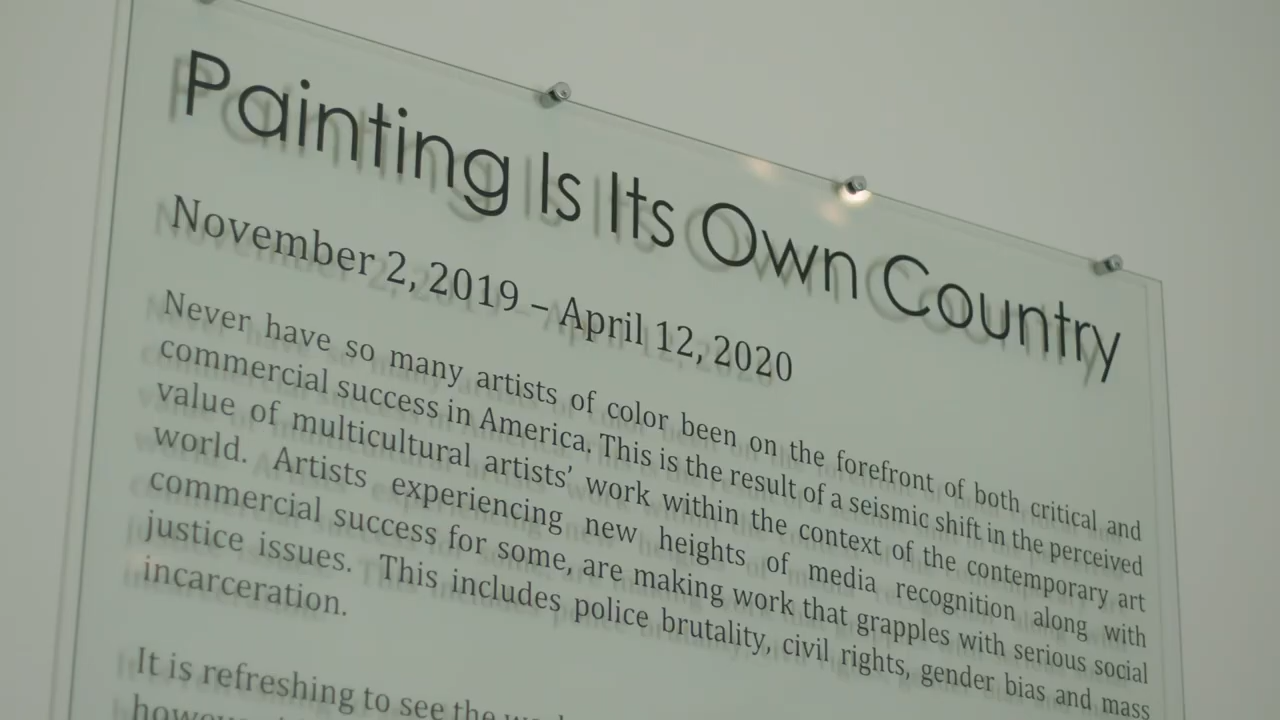 Painting Is Its Own Country
November 2, 2019 – April 12, 2020
Never have so many artists of color been on the forefront of both critical and
commercial success in America. This is the result of a seismic shift in the perceived
value of multicultural artists’ work within the context of the contemporary art
world. Artists experiencing new heights of media recognition along with
commercial success for some, are making work that grapples with serious social
justice issues. This includes police brutality, civil rights, gender bias and mass
incarceration.
It is refreshing to see the